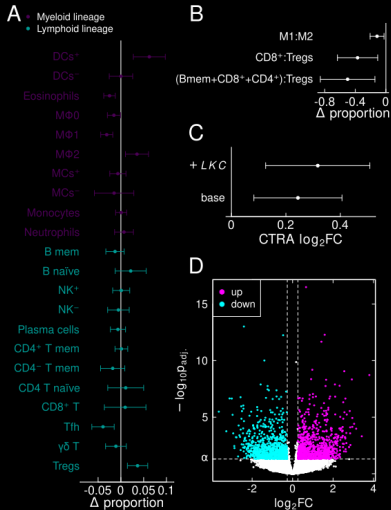 A
Myeloid lineage
Lymphoid lineage
DCs⁺
DCs⁻
Eosinophils
MΦ0
MΦ1
MΦ2
MCs⁺
MCs⁻
Monocytes
Neutrophils
B mem
B naïve
NK⁺
NK⁻
Plasma cells
CD4⁺ T mem
CD4⁻ T mem
CD4 T naïve
CD8⁺ T
Tfh
γδ T
Tregs
-0.05 0 0.05 0.1
Δ proportion
B
M1:M2
CD8⁺:Tregs
(Bmem+CD8⁺+CD4⁺):Tregs
-0.8 -0.4 0
Δ proportion
C
+ LKC
base
0 0.2 0.4
CTRA log₂FC
D
up
down
15
10
5
α
− log₁₀p adj.
−2 0 2 4
log₂FC